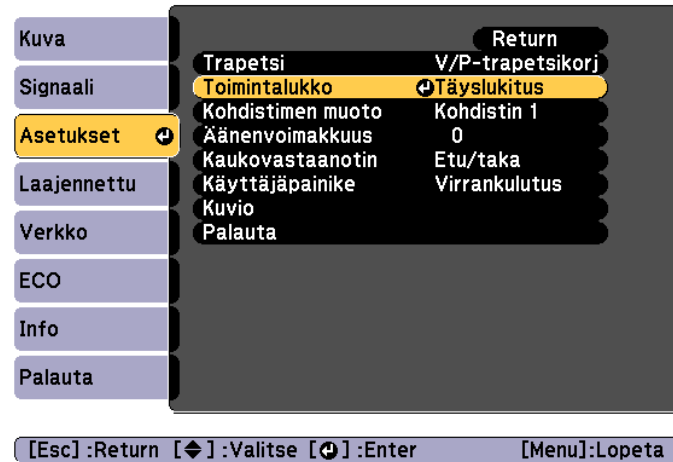 Kuva
Signaali
Asetukset
Laajennettu
Verkko
ECO
Info
Palauta
Return
Trapetsi V/P-trapetsikorj
Toimintalukko Täyslukitus
Kohdistimen muoto Kohdistin 1
Äänenvoimakkuus 0
Kaukovastaanotin Etu/taka
Käyttäjäpainike Virrankulutus
Kuvio
Palauta
[Esc] :Return [◆] :Valitse [⏎] :Enter [Menu]:Lopeta